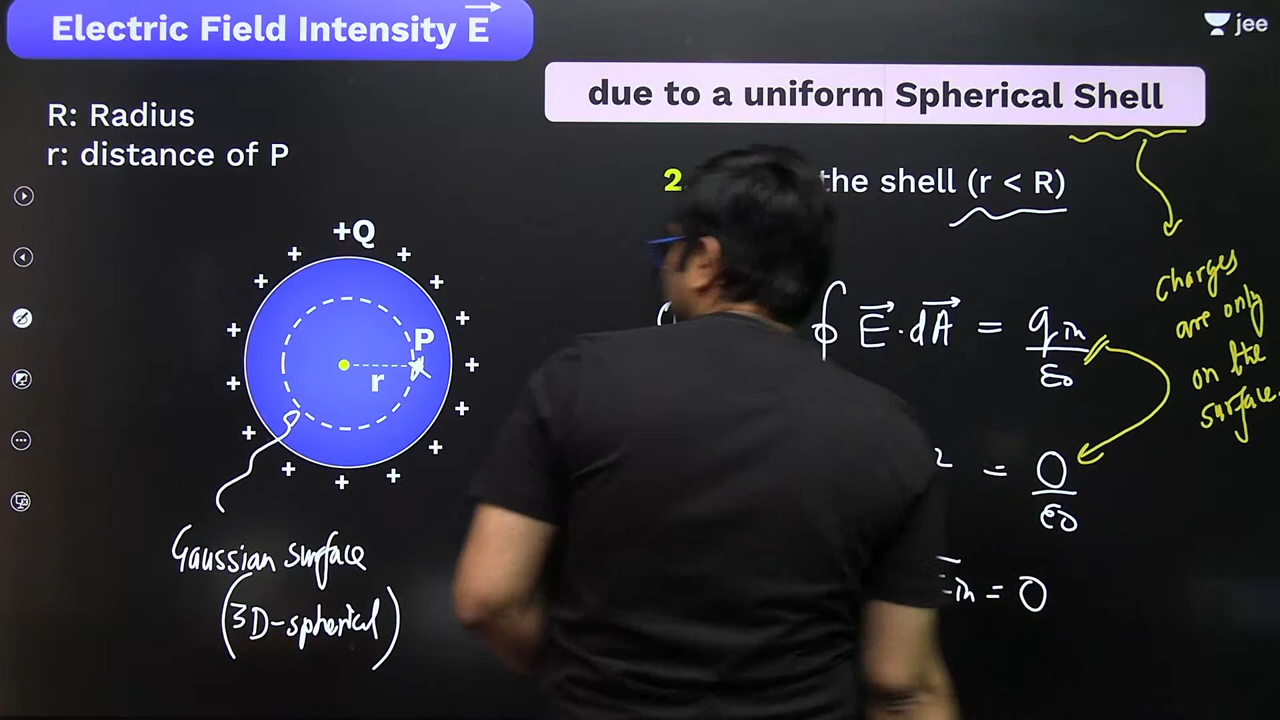 Electric Field Intensity E
jee
due to a uniform Spherical Shell
R: Radius
r: distance of P
2. the shell (r < R)
+Q
P
r
Gaussian surface
(3D-spherical)
∮ E⃗ · dA⃗ = qin / ε0
2 = 0 / ε0
in = 0
Charges
are only
on the
surface.